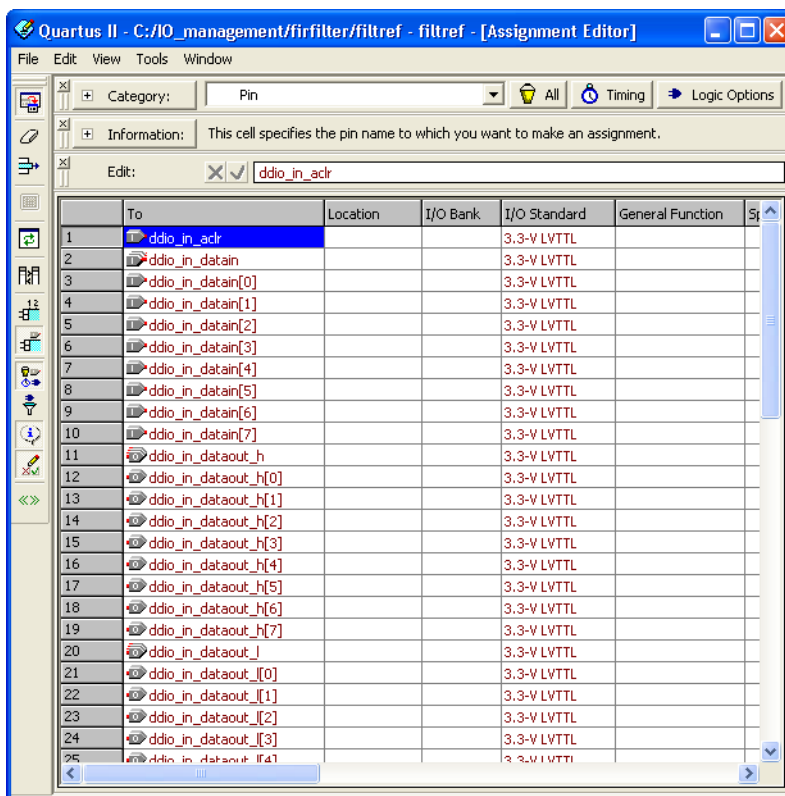 Quartus II - C:/IO_management/firfilter/filtref - filtref - [Assignment Editor]
File Edit View Tools Window
Category: Pin All Timing Logic Options
Information: This cell specifies the pin name to which you want to make an assignment.
Edit: ddio_in_aclr
To Location I/O Bank I/O Standard General Function
1 ddio_in_aclr 3.3-V LVTTL
2 ddio_in_datain 3.3-V LVTTL
3 ddio_in_datain[0] 3.3-V LVTTL
4 ddio_in_datain[1] 3.3-V LVTTL
5 ddio_in_datain[2] 3.3-V LVTTL
6 ddio_in_datain[3] 3.3-V LVTTL
7 ddio_in_datain[4] 3.3-V LVTTL
8 ddio_in_datain[5] 3.3-V LVTTL
9 ddio_in_datain[6] 3.3-V LVTTL
10 ddio_in_datain[7] 3.3-V LVTTL
11 ddio_in_dataout_h 3.3-V LVTTL
12 ddio_in_dataout_h[0] 3.3-V LVTTL
13 ddio_in_dataout_h[1] 3.3-V LVTTL
14 ddio_in_dataout_h[2] 3.3-V LVTTL
15 ddio_in_dataout_h[3] 3.3-V LVTTL
16 ddio_in_dataout_h[4] 3.3-V LVTTL
17 ddio_in_dataout_h[5] 3.3-V LVTTL
18 ddio_in_dataout_h[6] 3.3-V LVTTL
19 ddio_in_dataout_h[7] 3.3-V LVTTL
20 ddio_in_dataout_l 3.3-V LVTTL
21 ddio_in_dataout_l[0] 3.3-V LVTTL
22 ddio_in_dataout_l[1] 3.3-V LVTTL
23 ddio_in_dataout_l[2] 3.3-V LVTTL
24 ddio_in_dataout_l[3] 3.3-V LVTTL
25 ddio_in_dataout_l[4] 3.3-V LVTTL